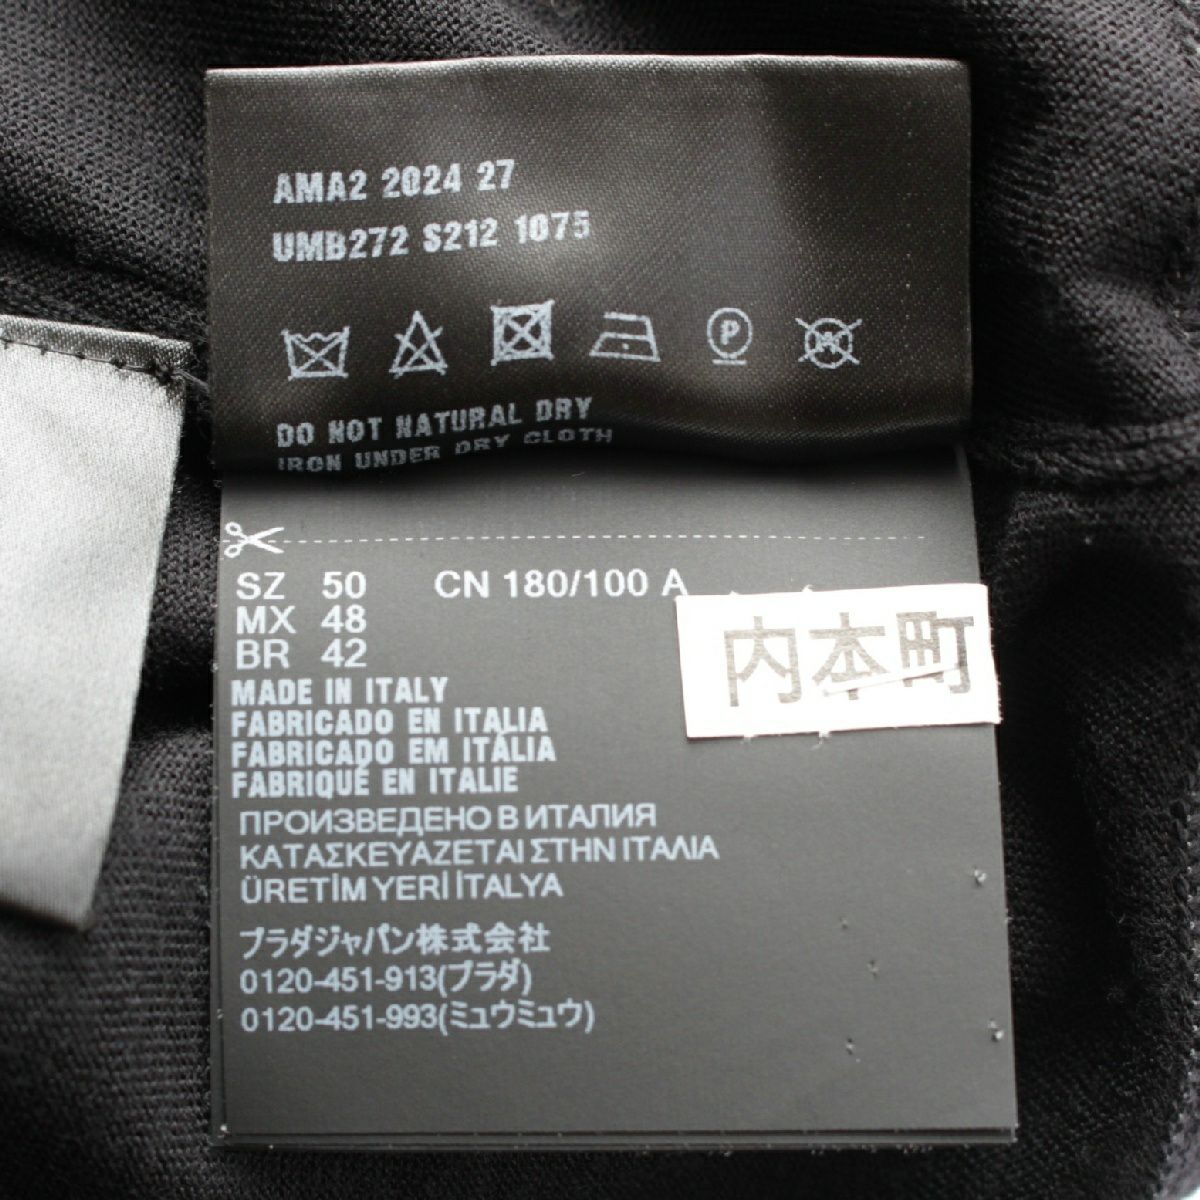 AMA2 2024 27
UMB272 S212 1075
P
DO NOT NATURAL DRY
IRON UNDER DRY CLOTH
SZ 50 CN 180/100 A
MX 48
BR 42
内本町
MADE IN ITALY
FABRICADO EN ITALIA
FABRICADO EM ITÁLIA
FABRIQUÉ EN ITALIE
ПРОИЗВЕДЕНО В ИТАЛИЯ
ΚΑΤΑΣΚΕΥΑΖΕΤΑΙ ΣΤΗΝ ΙΤΑΛΙΑ
ÜRETİM YERİ İTALYA
プラダジャパン株式会社
0120-451-913(プラダ)
0120-451-993(ミュウミュウ)